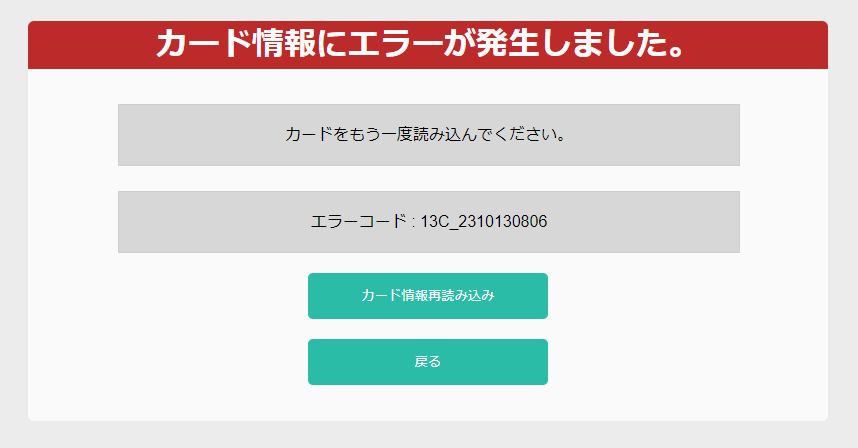 カード情報にエラーが発生しました。
カードをもう一度読み込んでください。
エラーコード : 13C_2310130806
カード情報再読み込み
戻る